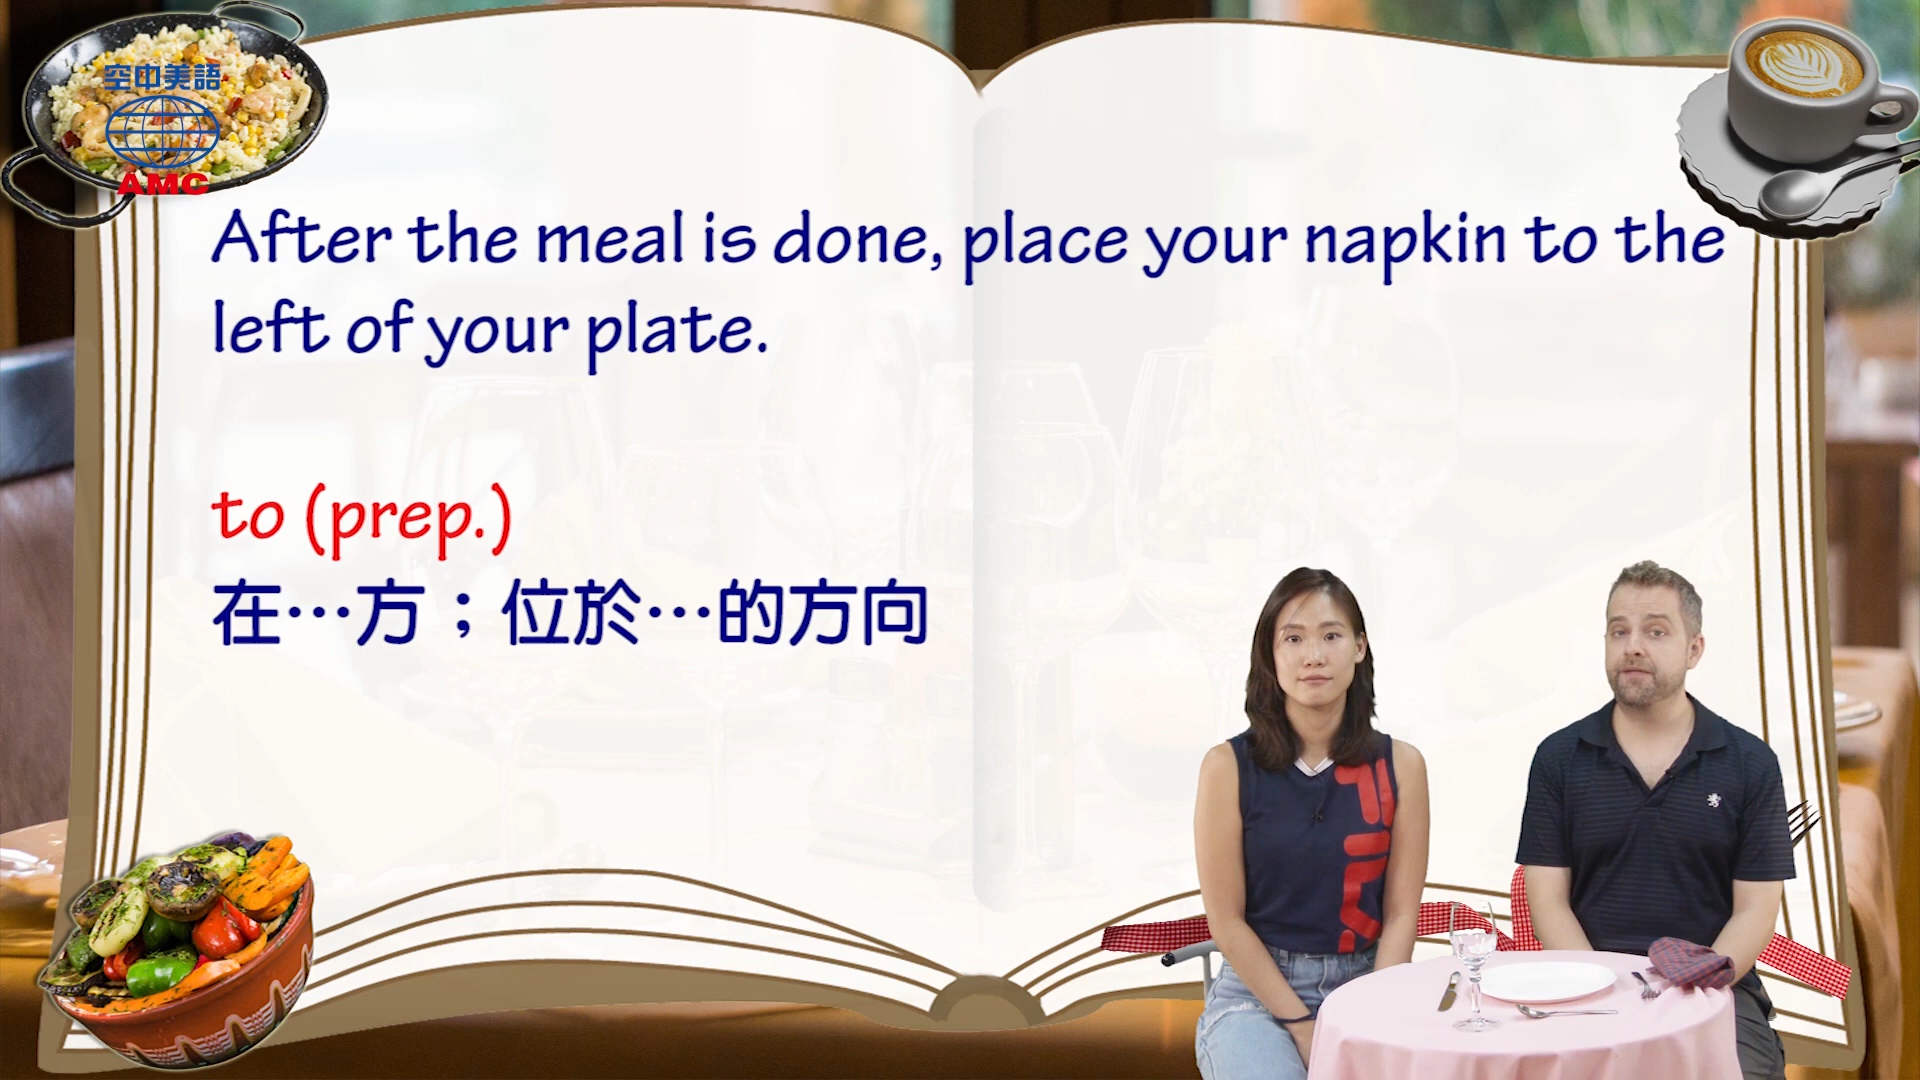 空中美語
AMC
After the meal is done, place your napkin to the
left of your plate.
to (prep.)
在…方；位於…的方向
FILA